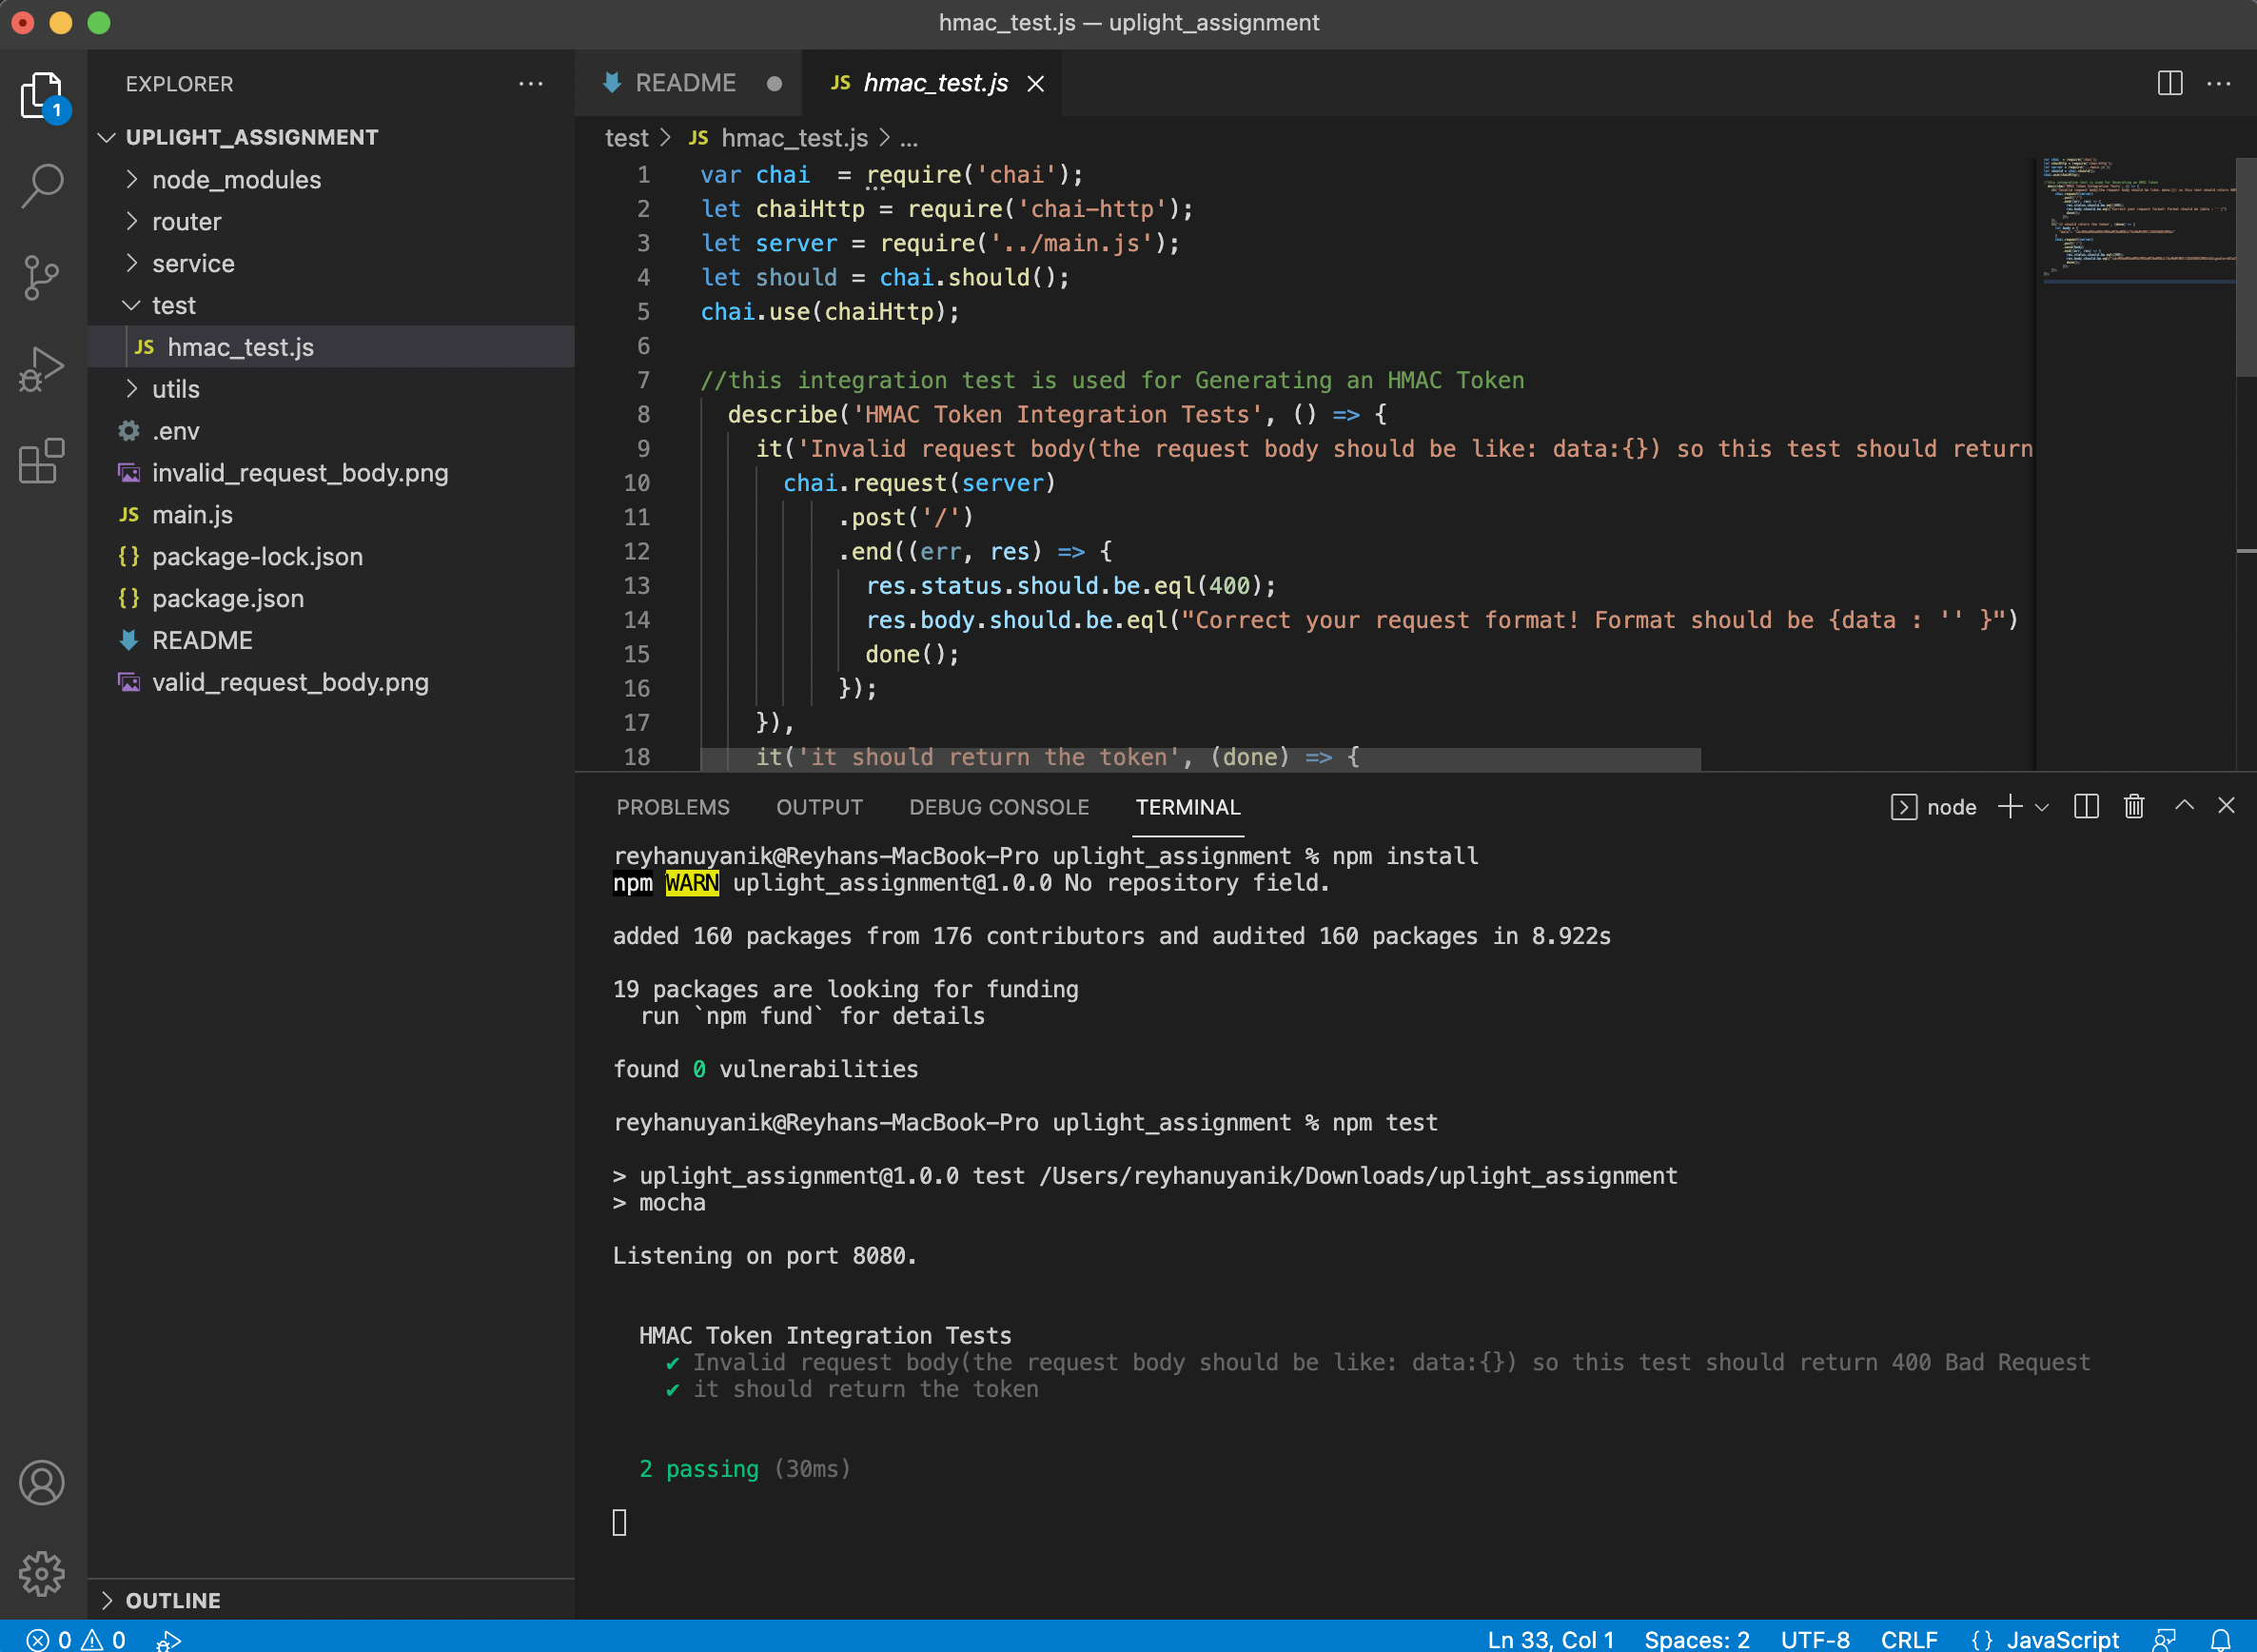 hmac_test.js — uplight_assignment
EXPLORER
UPLIGHT_ASSIGNMENT
node_modules
router
service
test
JS hmac_test.js
utils
.env
invalid_request_body.png
JS main.js
{} package-lock.json
{} package.json
README
valid_request_body.png
OUTLINE
1
README
JS hmac_test.js
test > JS hmac_test.js > ...
1 var chai  = require('chai');
2 let chaiHttp = require('chai-http');
3 let server = require('../main.js');
4 let should = chai.should();
5 chai.use(chaiHttp);
6
7 //this integration test is used for Generating an HMAC Token
8   describe('HMAC Token Integration Tests', () => {
9     it('Invalid request body(the request body should be like: data:{}) so this test should return
10       chai.request(server)
11           .post('/')
12           .end((err, res) => {
13             res.status.should.be.eql(400);
14             res.body.should.be.eql("Correct your request format! Format should be {data : '' }")
15             done();
16           });
17     }),
18     it('it should return the token', (done) => {
PROBLEMS OUTPUT DEBUG CONSOLE TERMINAL
node
reyhanuyanik@Reyhans-MacBook-Pro uplight_assignment % npm install
npm WARN uplight_assignment@1.0.0 No repository field.
added 160 packages from 176 contributors and audited 160 packages in 8.922s
19 packages are looking for funding
  run `npm fund` for details
found 0 vulnerabilities
reyhanuyanik@Reyhans-MacBook-Pro uplight_assignment % npm test
> uplight_assignment@1.0.0 test /Users/reyhanuyanik/Downloads/uplight_assignment
> mocha
Listening on port 8080.
  HMAC Token Integration Tests
    ✔ Invalid request body(the request body should be like: data:{}) so this test should return 400 Bad Request
    ✔ it should return the token
  2 passing (30ms)
0 0
Ln 33, Col 1 Spaces: 2 UTF-8 CRLF {} JavaScript